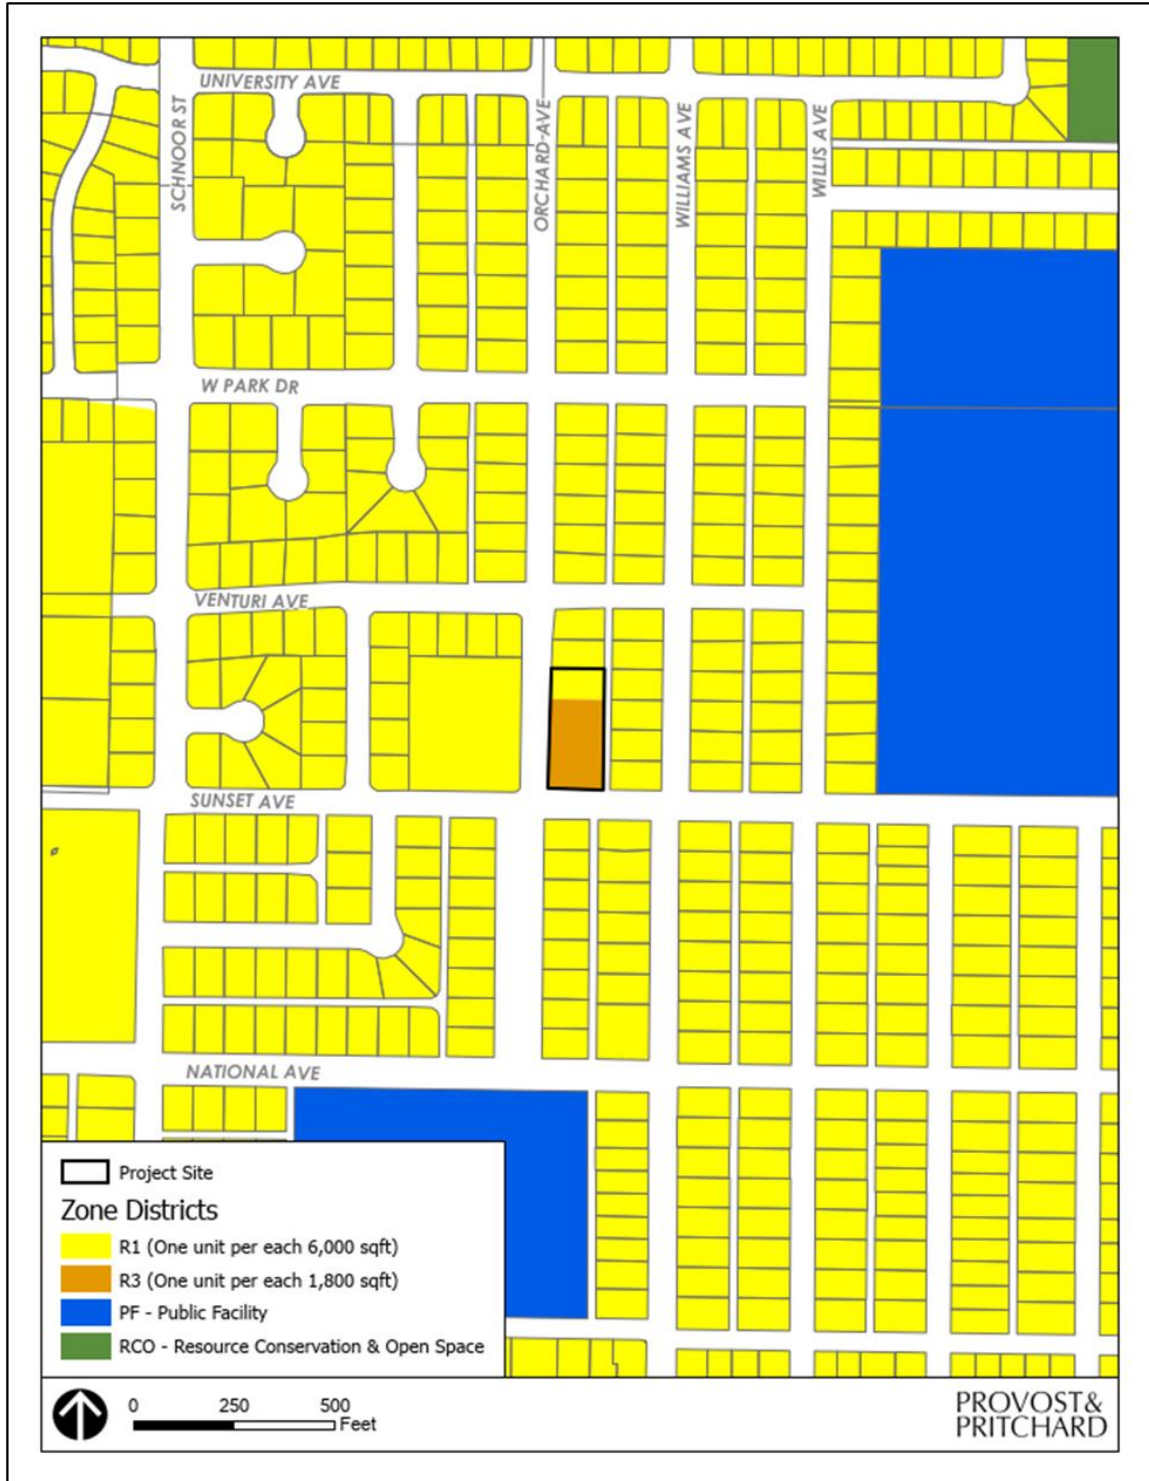 UNIVERSITY AVE
SCHNOOR ST
ORCHARD AVE
WILLIAMS AVE
WILLIS AVE
W PARK DR
VENTURI AVE
SUNSET AVE
NATIONAL AVE
Project Site
Zone Districts
R1 (One unit per each 6,000 sqft)
R3 (One unit per each 1,800 sqft)
PF - Public Facility
RCO - Resource Conservation & Open Space
0 250 500
Feet
PROVOST&
PRITCHARD